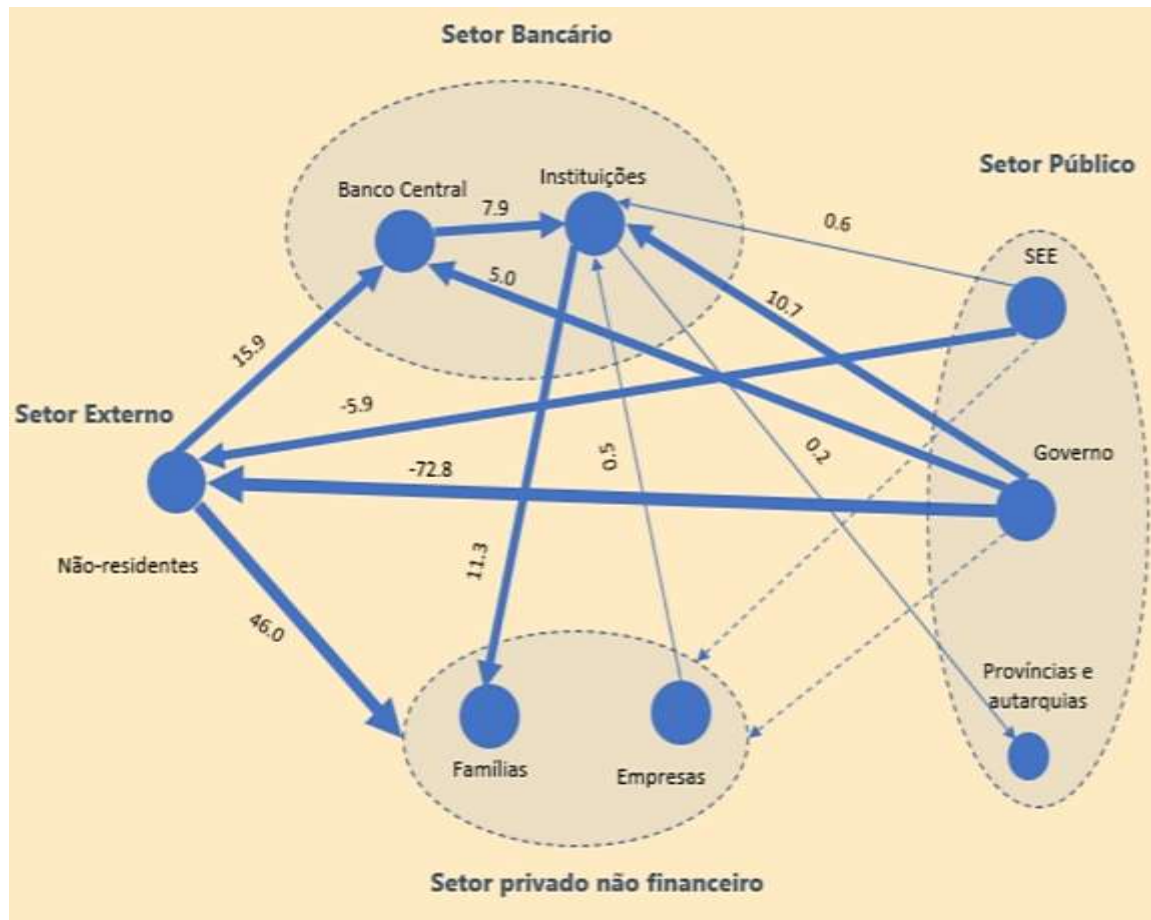 Setor Bancário
Setor Público
Banco Central
Instituições
7.9
0.6
SEE
5.0
10.7
15.9
-5.9
Setor Externo
0.5
0.2
Governo
-72.8
Não-residentes
11.3
46.0
Províncias e
autarquias
Famílias
Empresas
Setor privado não financeiro